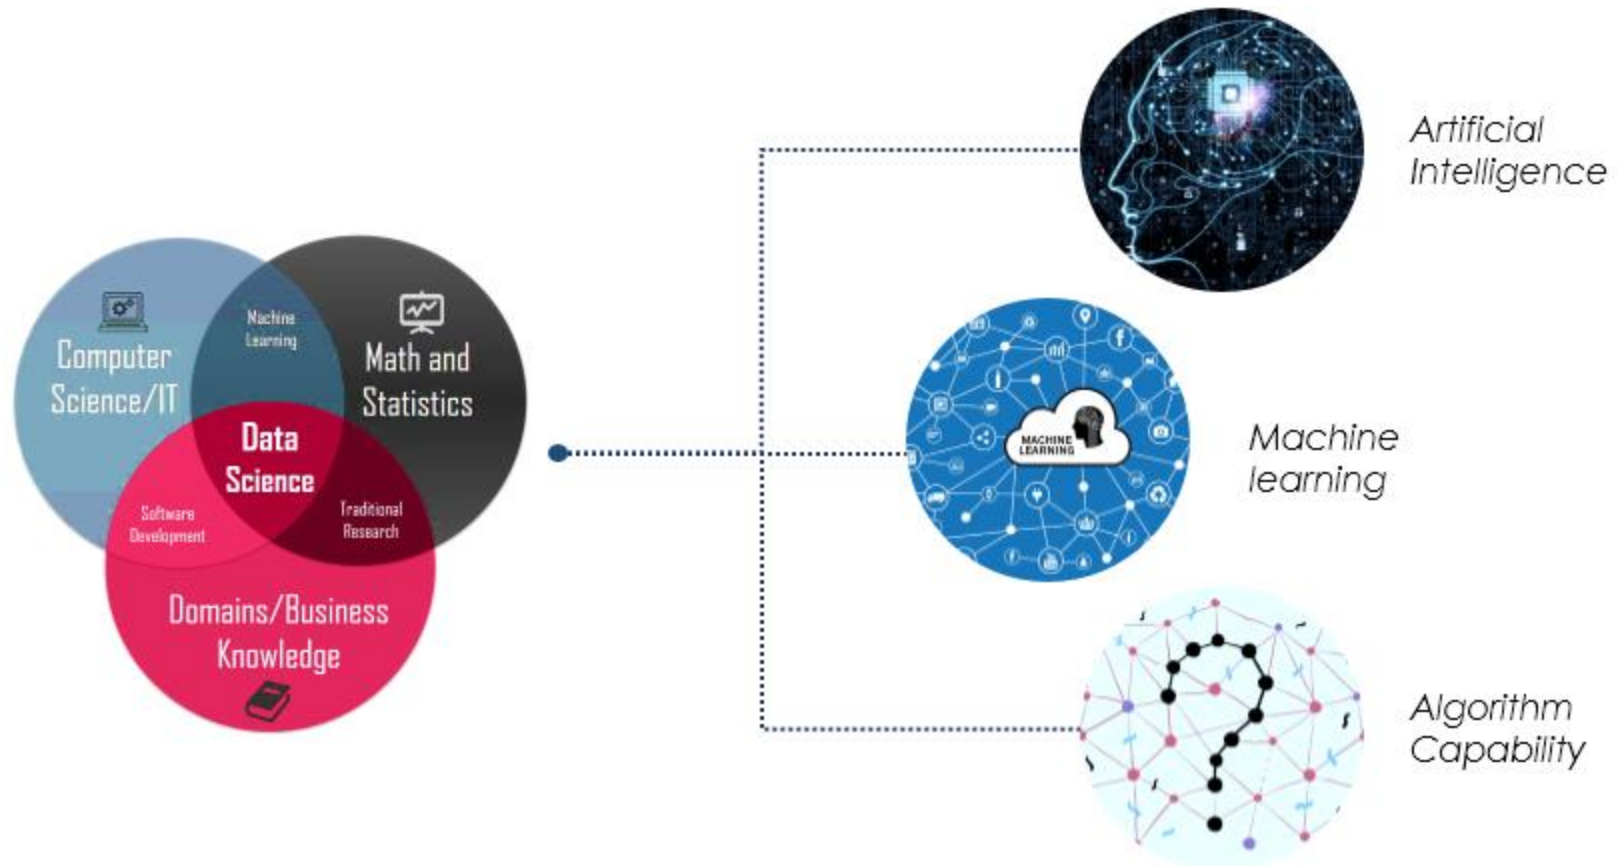 Computer
Science/IT
Machine
Learning
Math and
Statistics
Data
Science
Software
Development
Traditional
Research
Domains/Business
Knowledge
Artificial
Intelligence
MACHINE
LEARNING
Machine
learning
Algorithm
Capability